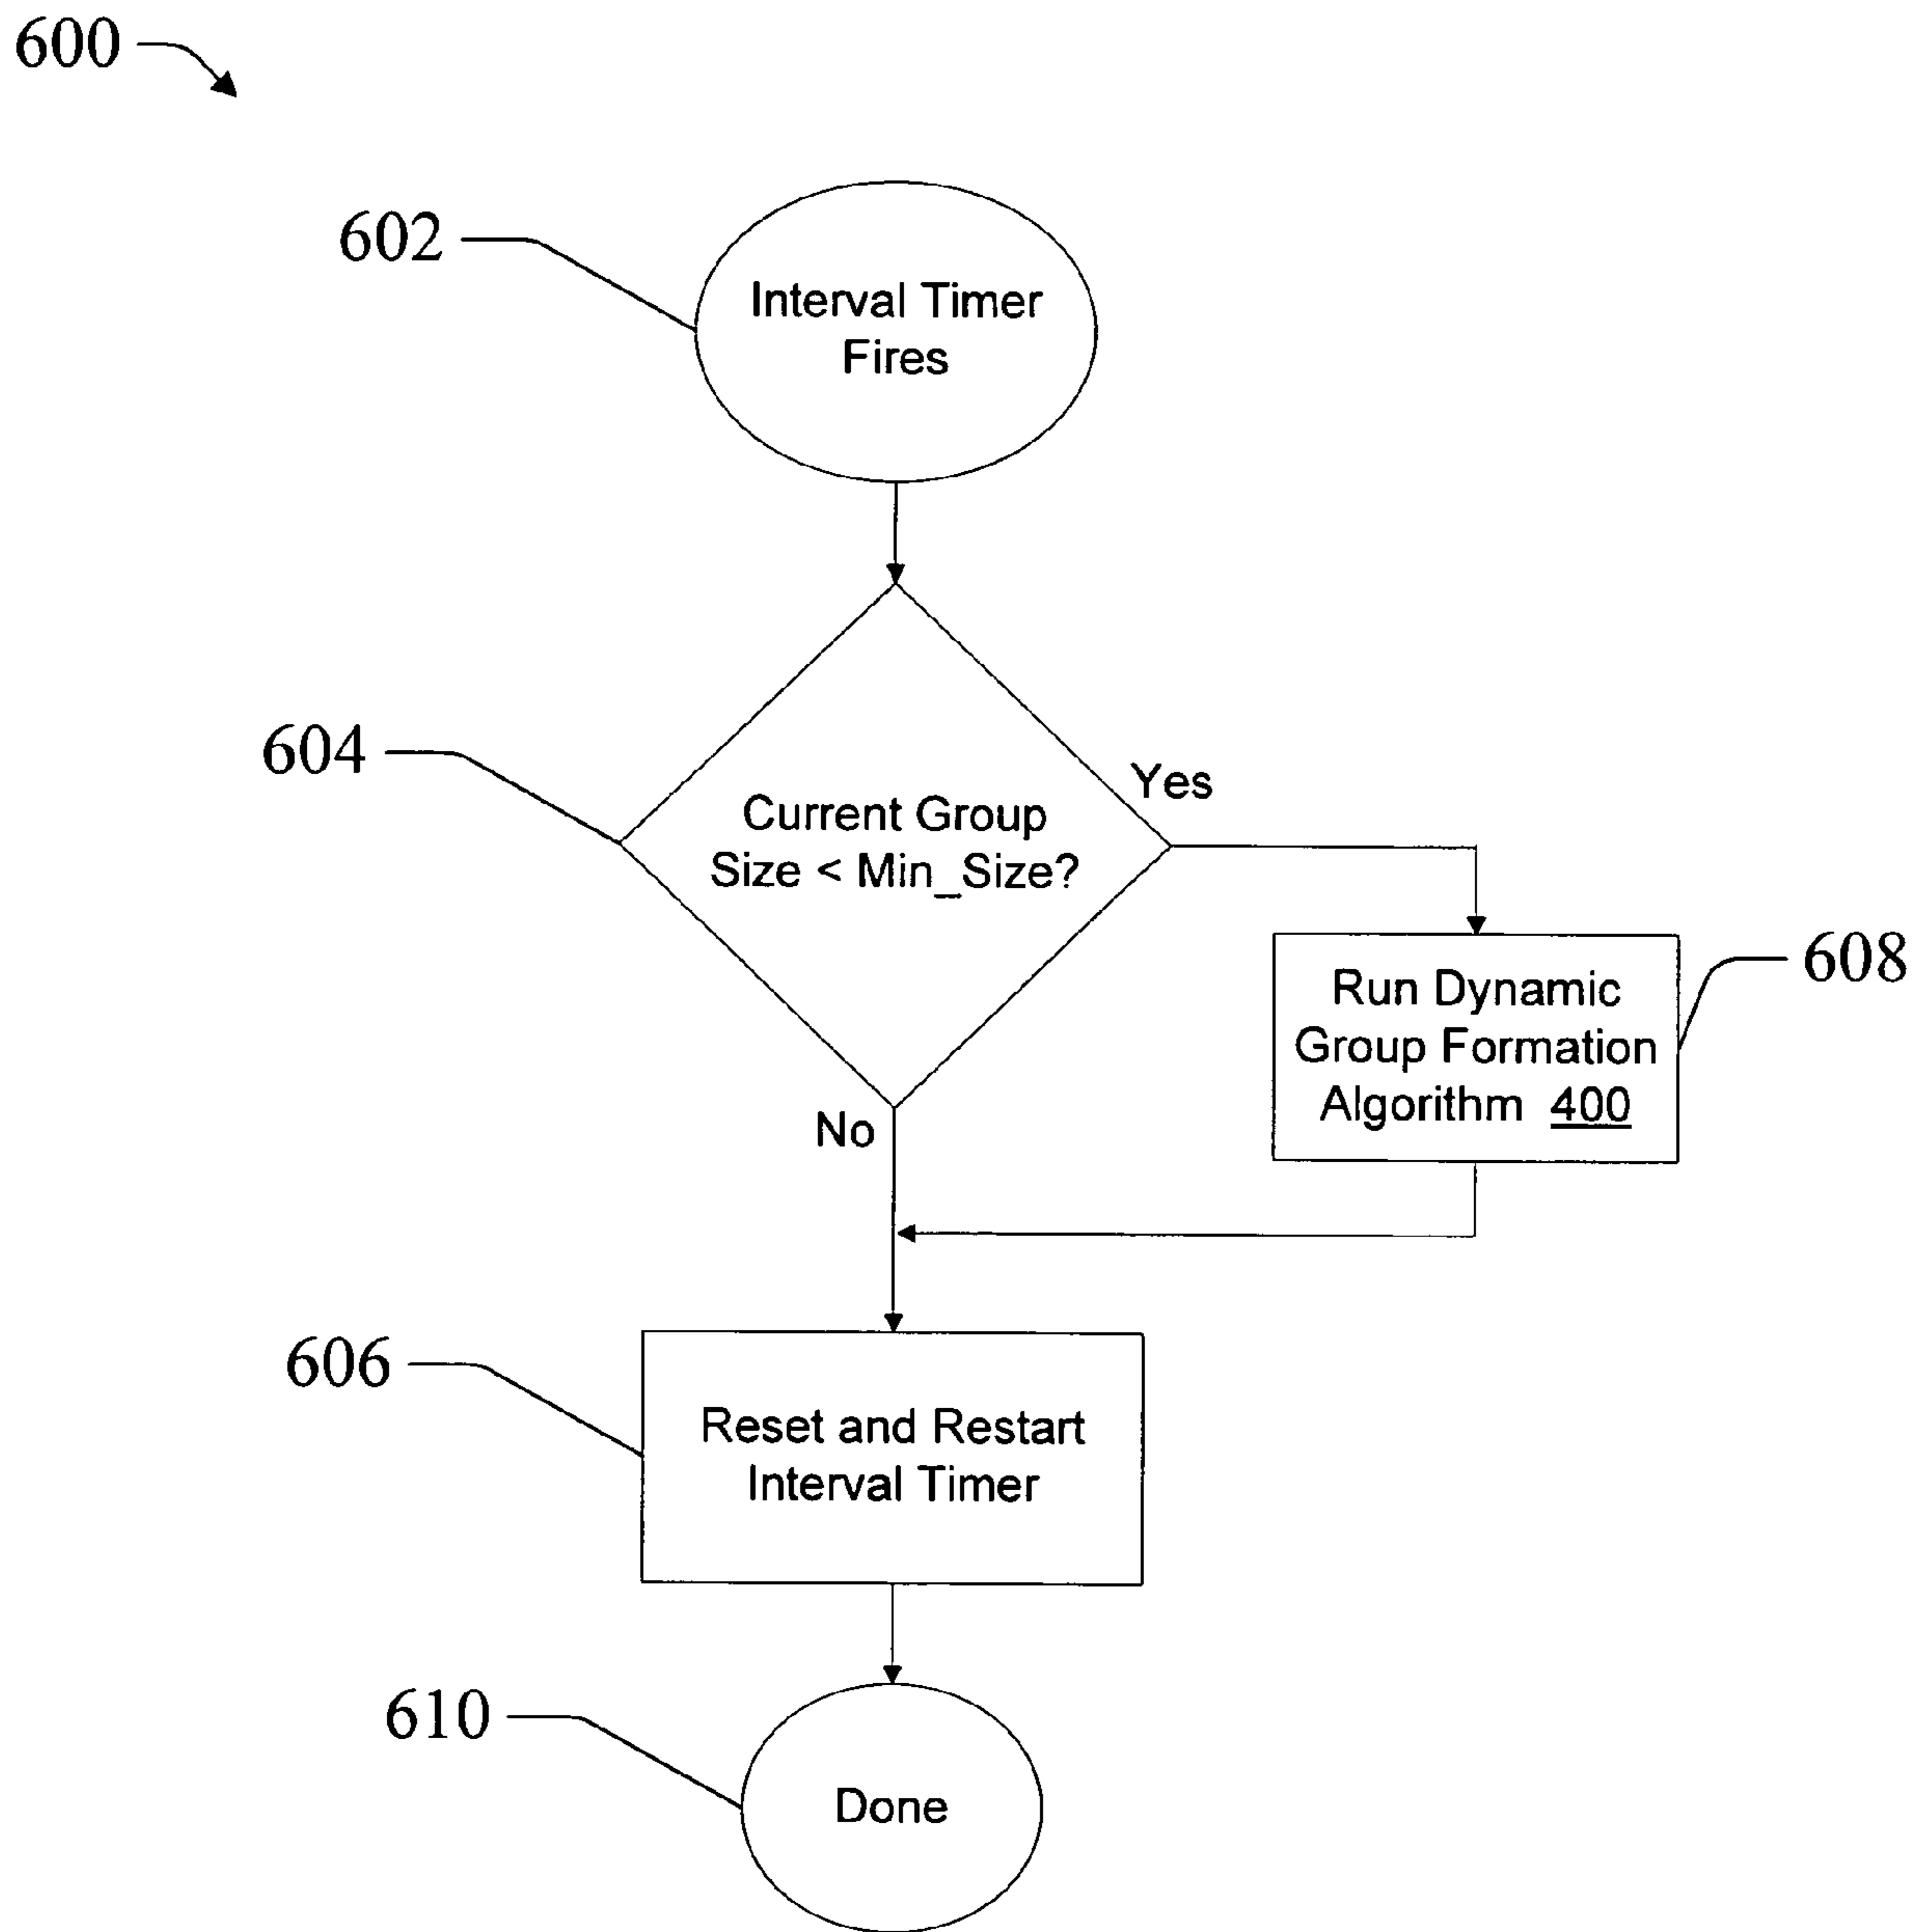 600
602
Interval Timer
Fires
604
Current Group
Size < Min_Size?
Yes
608
Run Dynamic
Group Formation
Algorithm 400
No
606
Reset and Restart
Interval Timer
610
Done